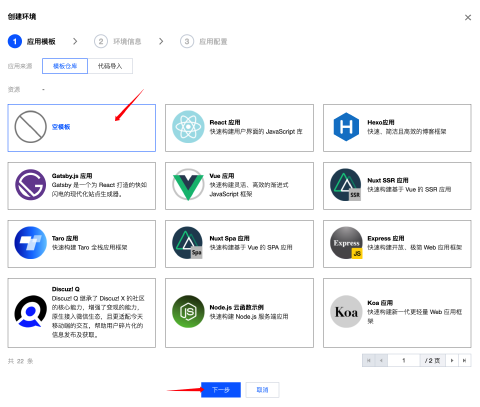 创建环境
1 应用模板
2 环境信息
3 应用配置
应用来源 模板仓库 代码导入
资源 -
空模板
React 应用
快速构建用户界面的 JavaScript 库
Hexo应用
快速、简洁且高效的博客框架
Gatsby.js 应用
Gatsby 是一个为 React 打造的快如
闪电的现代化站点生成器。
Vue 应用
快速构建灵活、高效的渐进式
JavaScript 框架
Nuxt SSR 应用
快速构建基于 Vue 的 SSR 应用
SSR
Taro 应用
快速构建 Taro 全栈应用框架
Nuxt Spa 应用
快速构建基于 Vue 的 SPA 应用
Spa
Express 应用
快速构建开放、极简 Web 应用框架
Express
JS
Discuz! Q
Discuz! Q 继承了 Discuz! X 的社区
的核心能力，增强了变现的能力，
原生接入微信生态，且更适配今天
移动端的交互，帮助用户碎片化的
信息发布及获取。
Node.js 云函数示例
快速构建 Node.js 服务端应用
Koa 应用
快速构建新一代更轻量 Web 应用框
架
Koa
共 22 条
1 / 2 页
下一步 取消